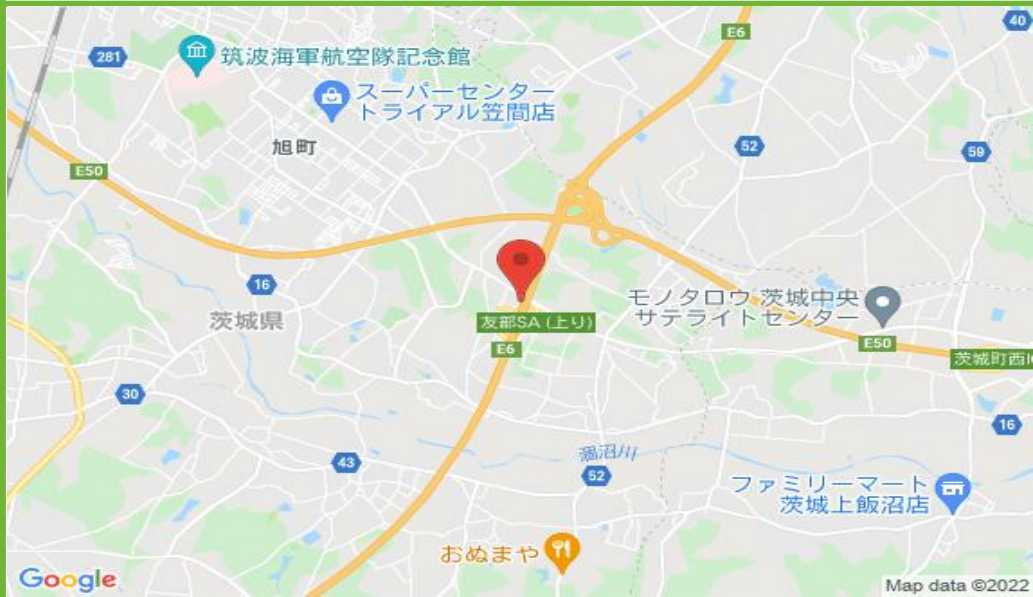 E6
40
281
筑波海軍航空隊記念館
スーパーセンター
トライアル笠間店
旭町
52
59
E50
16
モノタロウ 茨城中央
サテライトセンター
茨城県
友部SA (上り)
E6
E50
茨城町西I
30
16
43
涸沼川
52
ファミリーマート
茨城上飯沼店
おぬまや
Google
Map data ©2022